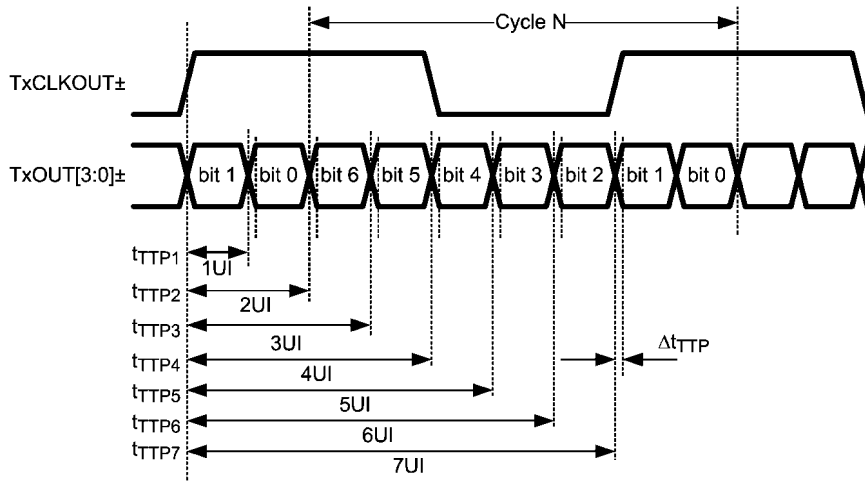 Cycle N
TxCLKOUT±
TxOUT[3:0]±
bit 1 bit 0 bit 6 bit 5 bit 4 bit 3 bit 2 bit 1 bit 0
tTTP1
1UI
tTTP2
2UI
tTTP3
3UI
tTTP4
ΔtTTP
4UI
tTTP5
5UI
tTTP6
6UI
tTTP7
7UI